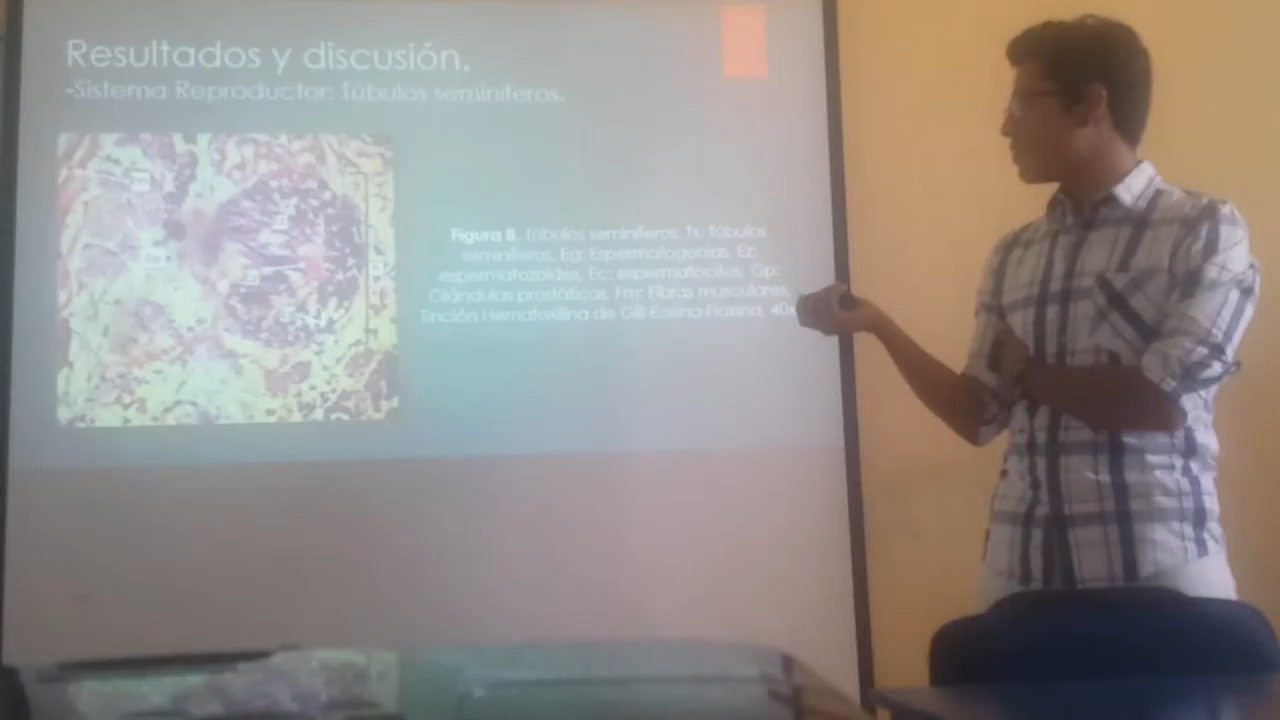 Resultados y discusión.
-Sistema Reproductor: Túbulos seminíferos.
Figura 8. Túbulos seminíferos. Ts: Túbulos
seminíferos, Eg: Espermatogonias, Ez:
espermatozoides, Ec: espermatocitos, Gp:
Glándulas prostáticas, Fm: Fibras musculares,
Tinción Hematoxilina de Gill-Eosina-Floxina, 40x